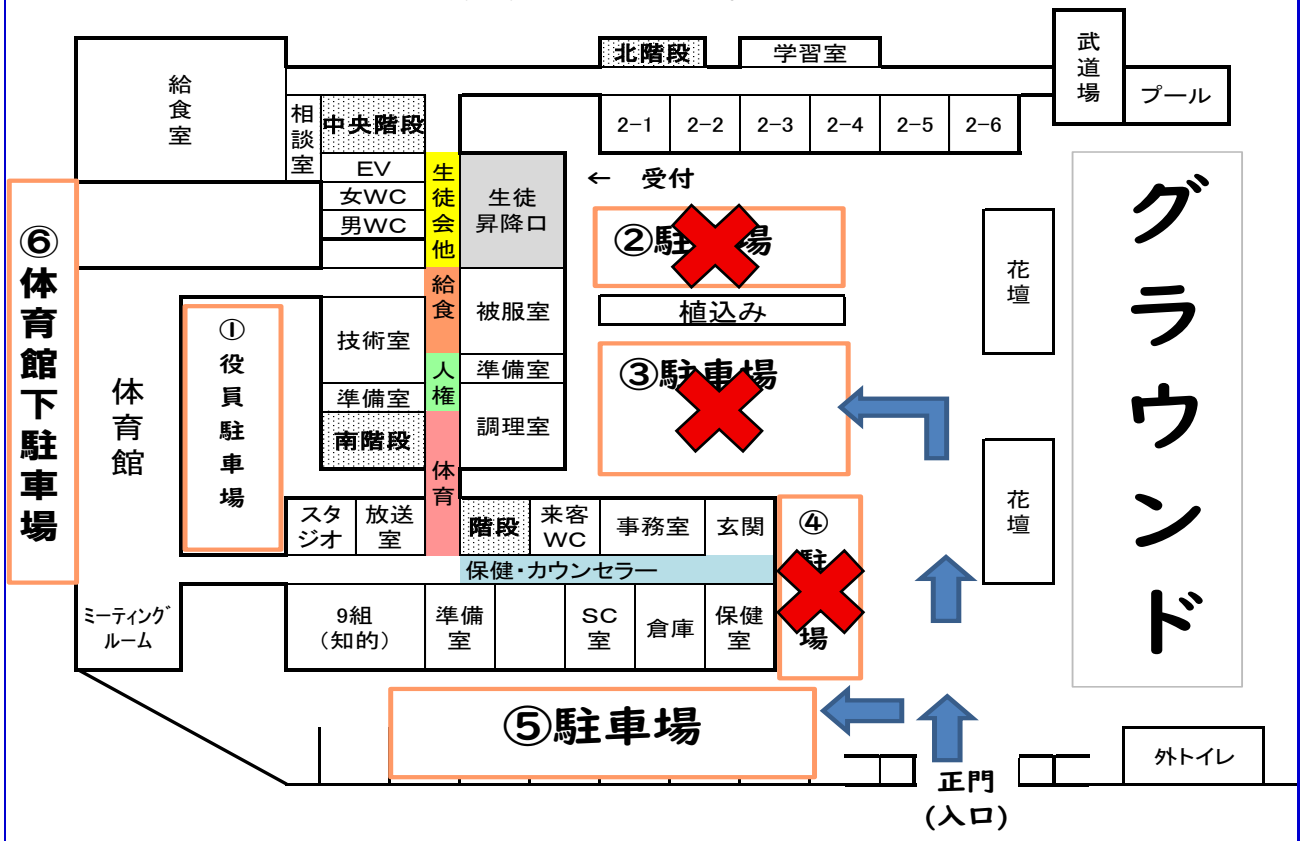 北階段
学習室
武道場
プール
給食室
相談室
中央階段
2-1
2-2
2-3
2-4
2-5
2-6
EV
女WC
男WC
生徒会他
生徒
昇降口
← 受付
グラウンド
⑥体育館下駐車場
②駐場
花壇
給食
被服室
植込み
①役員駐車場
技術室
体育館
人権
準備室
③駐車場
準備室
調理室
南階段
体育
花壇
スタ
ジオ
放送
室
階段
来客
WC
事務室
玄関
④駐場
保健・カウンセラー
ミーティング
ルーム
9組
(知的)
準備
室
SC
室
倉庫
保健
室
⑤駐車場
外トイレ
正門
(入口)